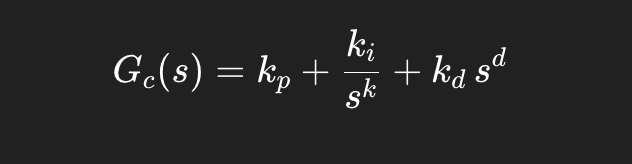 G_c(s) = k_p + \frac{k_i}{s^k} + k_d s^d